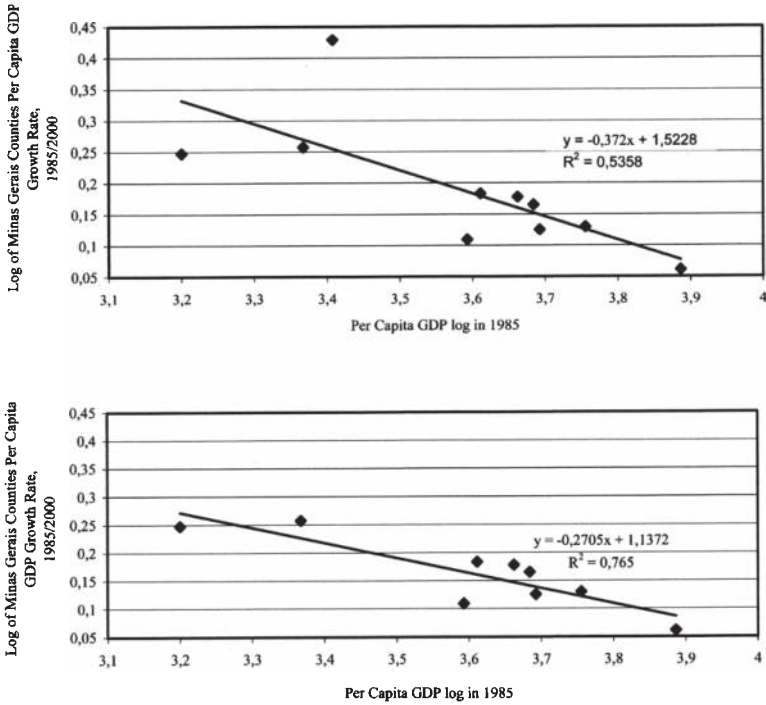 Log of Minas Gerais Counties Per Capita GDP
Growth Rate,
1985/2000
0,45
0,4
0,35
0,3
0,25
0,2
0,15
0,1
0,05
y = -0,372x + 1,5228
R² = 0,5358
3,1 3,2 3,3 3,4 3,5 3,6 3,7 3,8 3,9 4
Per Capita GDP log in 1985
Log of Minas Gerais Counties Per Capita
GDP Growth Rate,
1985/2000
0,45
0,4
0,35
0,3
0,25
0,2
0,15
0,1
0,05
y = -0,2705x + 1,1372
R² = 0,765
3,1 3,2 3,3 3,4 3,5 3,6 3,7 3,8 3,9 4
Per Capita GDP log in 1985